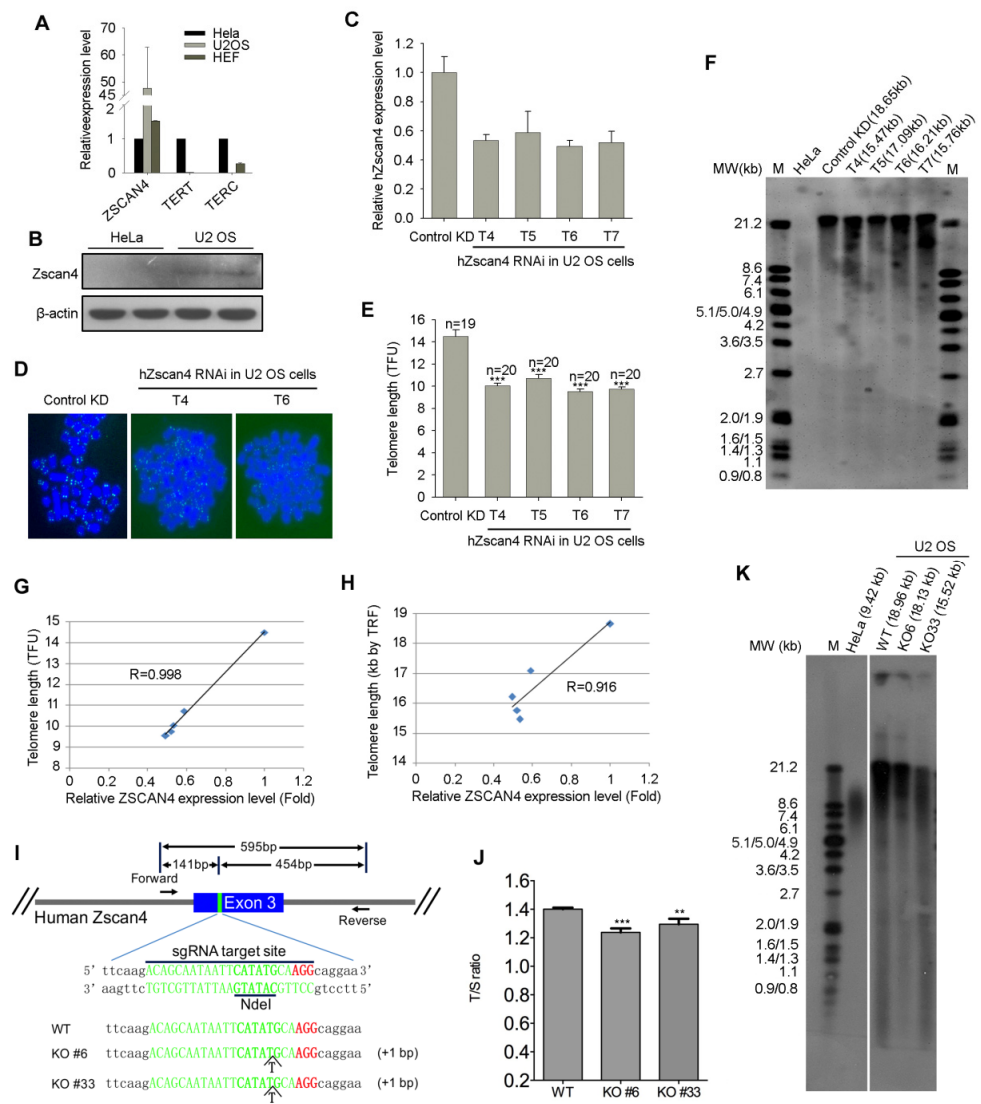 A
Relativeexpression level
70
60
50
45
2
1
0
Hela
U2OS
HEF
ZSCAN4
TERT
TERC
B
HeLa
U2 OS
Zscan4
β-actin
C
Relative hZscan4 expression level
1.2
1.0
0.8
0.6
0.4
0.2
0.0
Control KD
T4
T5
T6
T7
hZscan4 RNAi in U2 OS cells
D
hZscan4 RNAi in U2 OS cells
Control KD
T4
T6
E
Telomere length (TFU)
16
14
12
10
8
6
4
2
0
n=19
n=20
***
n=20
***
n=20
***
n=20
***
Control KD
T4
T5
T6
T7
hZscan4 RNAi in U2 OS cells
F
MW(kb)
M
HeLa
Control KD(18.65kb)
T4(15.47kb)
T5(17.09kb)
T6(16.21kb)
T7(15.76kb)
M
21.2
8.6
7.4
6.1
5.1/5.0/4.9
4.2
3.6/3.5
2.7
2.0/1.9
1.6/1.5
1.4/1.3
1.1
0.9/0.8
G
Telomere length (TFU)
15
14
13
12
11
10
9
8
R=0.998
0 0.2 0.4 0.6 0.8 1 1.2
Relative ZSCAN4 expression level (Fold)
H
Telomere length (kb by TRF)
19
18
17
16
15
14
R=0.916
0 0.2 0.4 0.6 0.8 1 1.2
Relative ZSCAN4 expression level (Fold)
I
595bp
141bp
454bp
Forward
Exon 3
Human Zscan4
Reverse
sgRNA target site
5' ttcaagACAGCAATAATTCATATGCAAGGcaggaa3'
3' aagttcTGTCGTTATTAAGTATACGTTCCgtcctt5'
NdeI
WT ttcaagACAGCAATAATTCATATGCAAGGcaggaa
KO #6 ttcaagACAGCAATAATTCATATGCAAGGcaggaa (+1 bp)
T
KO #33 ttcaagACAGCAATAATTCATATGCAAGGcaggaa (+1 bp)
T
J
T/S ratio
1.6
1.4
1.2
1.0
0.8
0.6
0.4
0.2
***
**
WT
KO #6
KO #33
K
U2 OS
MW (kb)
M
HeLa (9.42 kb)
WT (18.96 kb)
KO6 (18.13 kb)
KO33 (15.52 kb)
21.2
8.6
7.4
6.1
5.1/5.0/4.9
4.2
3.6/3.5
2.7
2.0/1.9
1.6/1.5
1.4/1.3
1.1
0.9/0.8